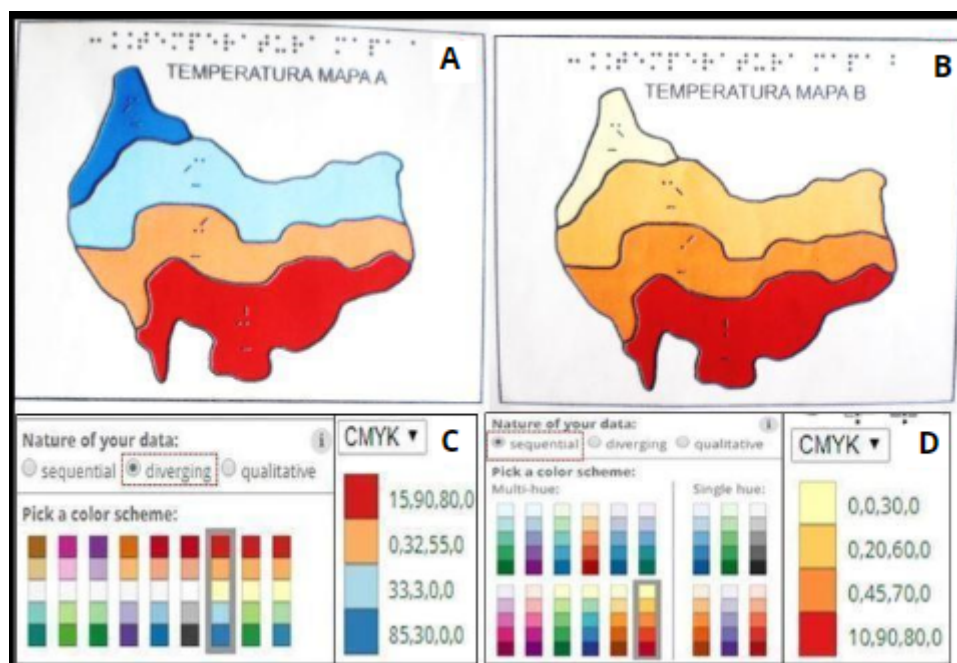 A
TEMPERATURA MAPA A
B
TEMPERATURA MAPA B
Nature of your data:
i
sequential diverging qualitative
Pick a color scheme:
CMYK ▼
C
15,90,80,0
0,32,55,0
33,3,0,0
85,30,0,0
Nature of your data:
i
sequential diverging qualitative
Pick a color scheme:
Multi-hue: Single hue:
CMYK ▼
D
0,0,30,0
0,20,60,0
0,45,70,0
10,90,80,0